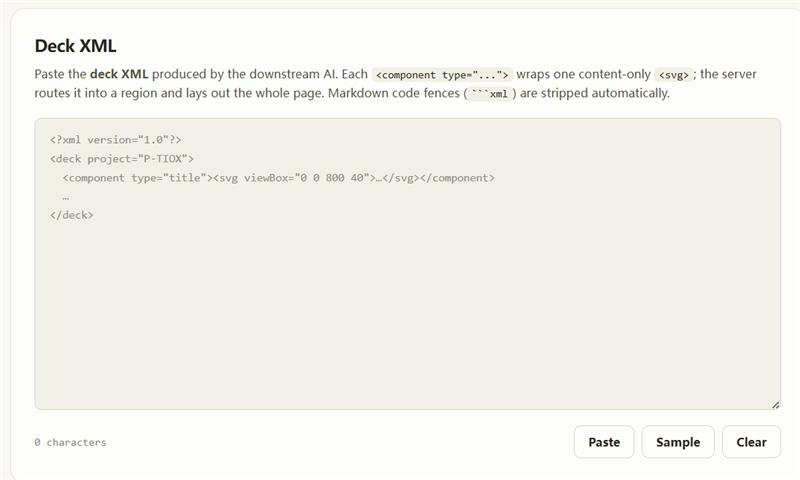 Deck XML
Paste the deck XML produced by the downstream AI. Each <component type="..."> wraps one content-only <svg>; the server
routes it into a region and lays out the whole page. Markdown code fences (```xml) are stripped automatically.
<?xml version="1.0"?>
<deck project="P-TIOX">
  <component type="title"><svg viewBox="0 0 800 40">…</svg></component>
  …
</deck>
0 characters
Paste Sample Clear